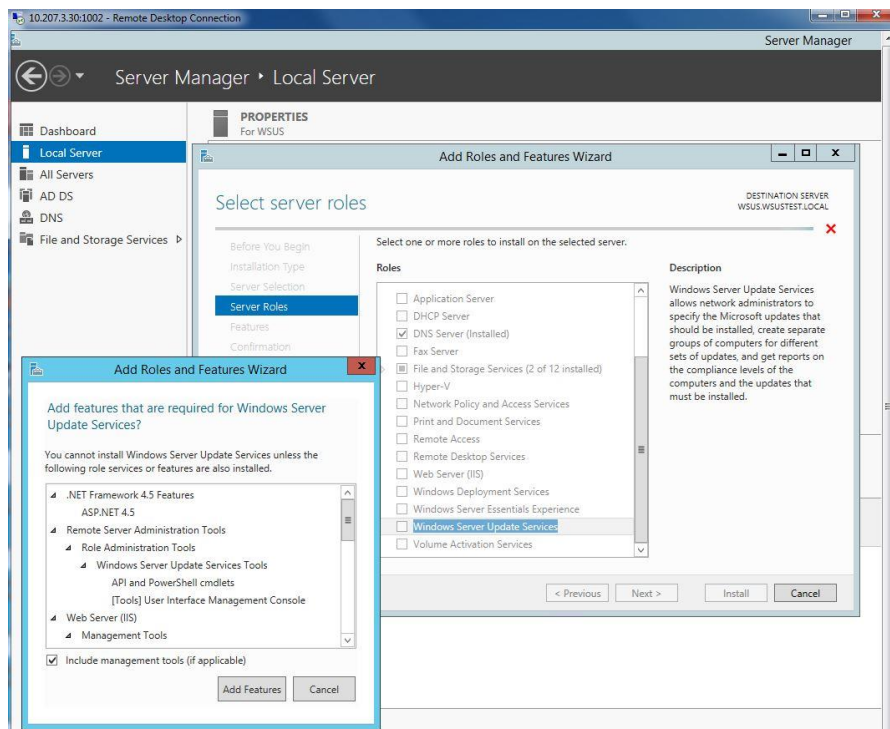 10.207.3.30:1002 - Remote Desktop Connection
Server Manager
Server Manager • Local Server
Dashboard
Local Server
All Servers
AD DS
DNS
File and Storage Services
PROPERTIES
For WSUS
Add Roles and Features Wizard
Select server roles
DESTINATION SERVER
WSUS.WSUSTEST.LOCAL
Before You Begin
Installation Type
Server Selection
Server Roles
Features
Confirmation
Select one or more roles to install on the selected server.
Roles
Application Server
DHCP Server
DNS Server (Installed)
Fax Server
File and Storage Services (2 of 12 installed)
Hyper-V
Network Policy and Access Services
Print and Document Services
Remote Access
Remote Desktop Services
Web Server (IIS)
Windows Deployment Services
Windows Server Essentials Experience
Windows Server Update Services
Volume Activation Services
Description
Windows Server Update Services
allows network administrators to
specify the Microsoft updates that
should be installed, create separate
groups of computers for different
sets of updates, and get reports on
the compliance levels of the
computers and the updates that
must be installed.
< Previous
Next >
Install
Cancel
Add Roles and Features Wizard
Add features that are required for Windows Server
Update Services?
You cannot install Windows Server Update Services unless the
following role services or features are also installed.
.NET Framework 4.5 Features
ASP.NET 4.5
Remote Server Administration Tools
Role Administration Tools
Windows Server Update Services Tools
API and PowerShell cmdlets
[Tools] User Interface Management Console
Web Server (IIS)
Management Tools
Include management tools (if applicable)
Add Features
Cancel